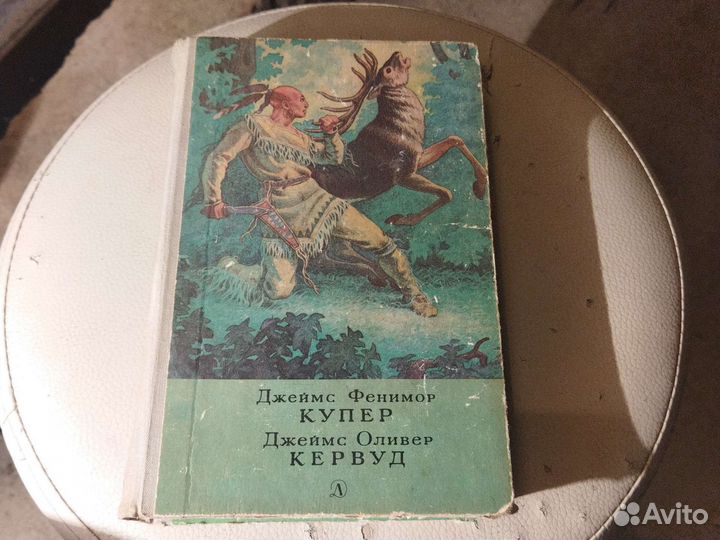 Джеймс Фенимор
КУПЕР
Джеймс Оливер
КЕРВУД
Д
Avito